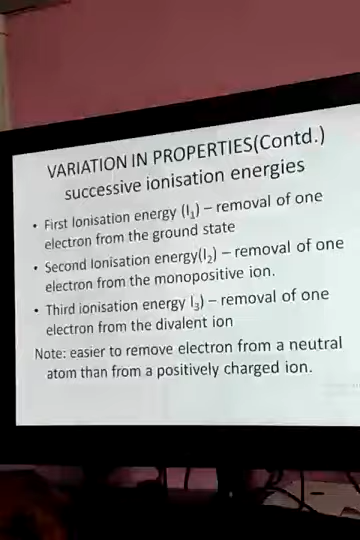 VARIATION IN PROPERTIES(Contd.)
successive ionisation energies
• First Ionisation energy (I₁) – removal of one
electron from the ground state
• Second Ionisation energy(I₂) – removal of one
electron from the monopositive ion.
• Third ionisation energy I₃) – removal of one
electron from the divalent ion
Note: easier to remove electron from a neutral
atom than from a positively charged ion.